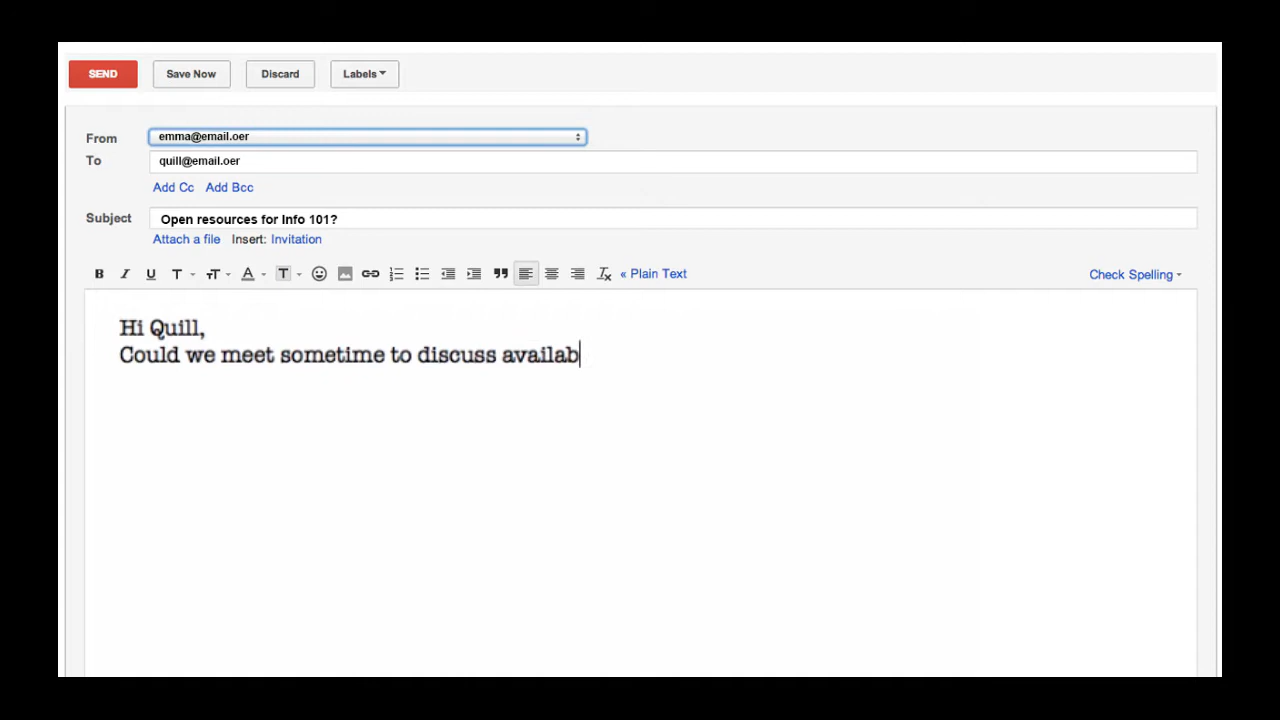 SEND Save Now Discard Labels
From emma@email.oer
To quill@email.oer
Add Cc Add Bcc
Subject Open resources for Info 101?
Attach a file Insert: Invitation
B I U T T A T « Plain Text Check Spelling
Hi Quill,
Could we meet sometime to discuss availab